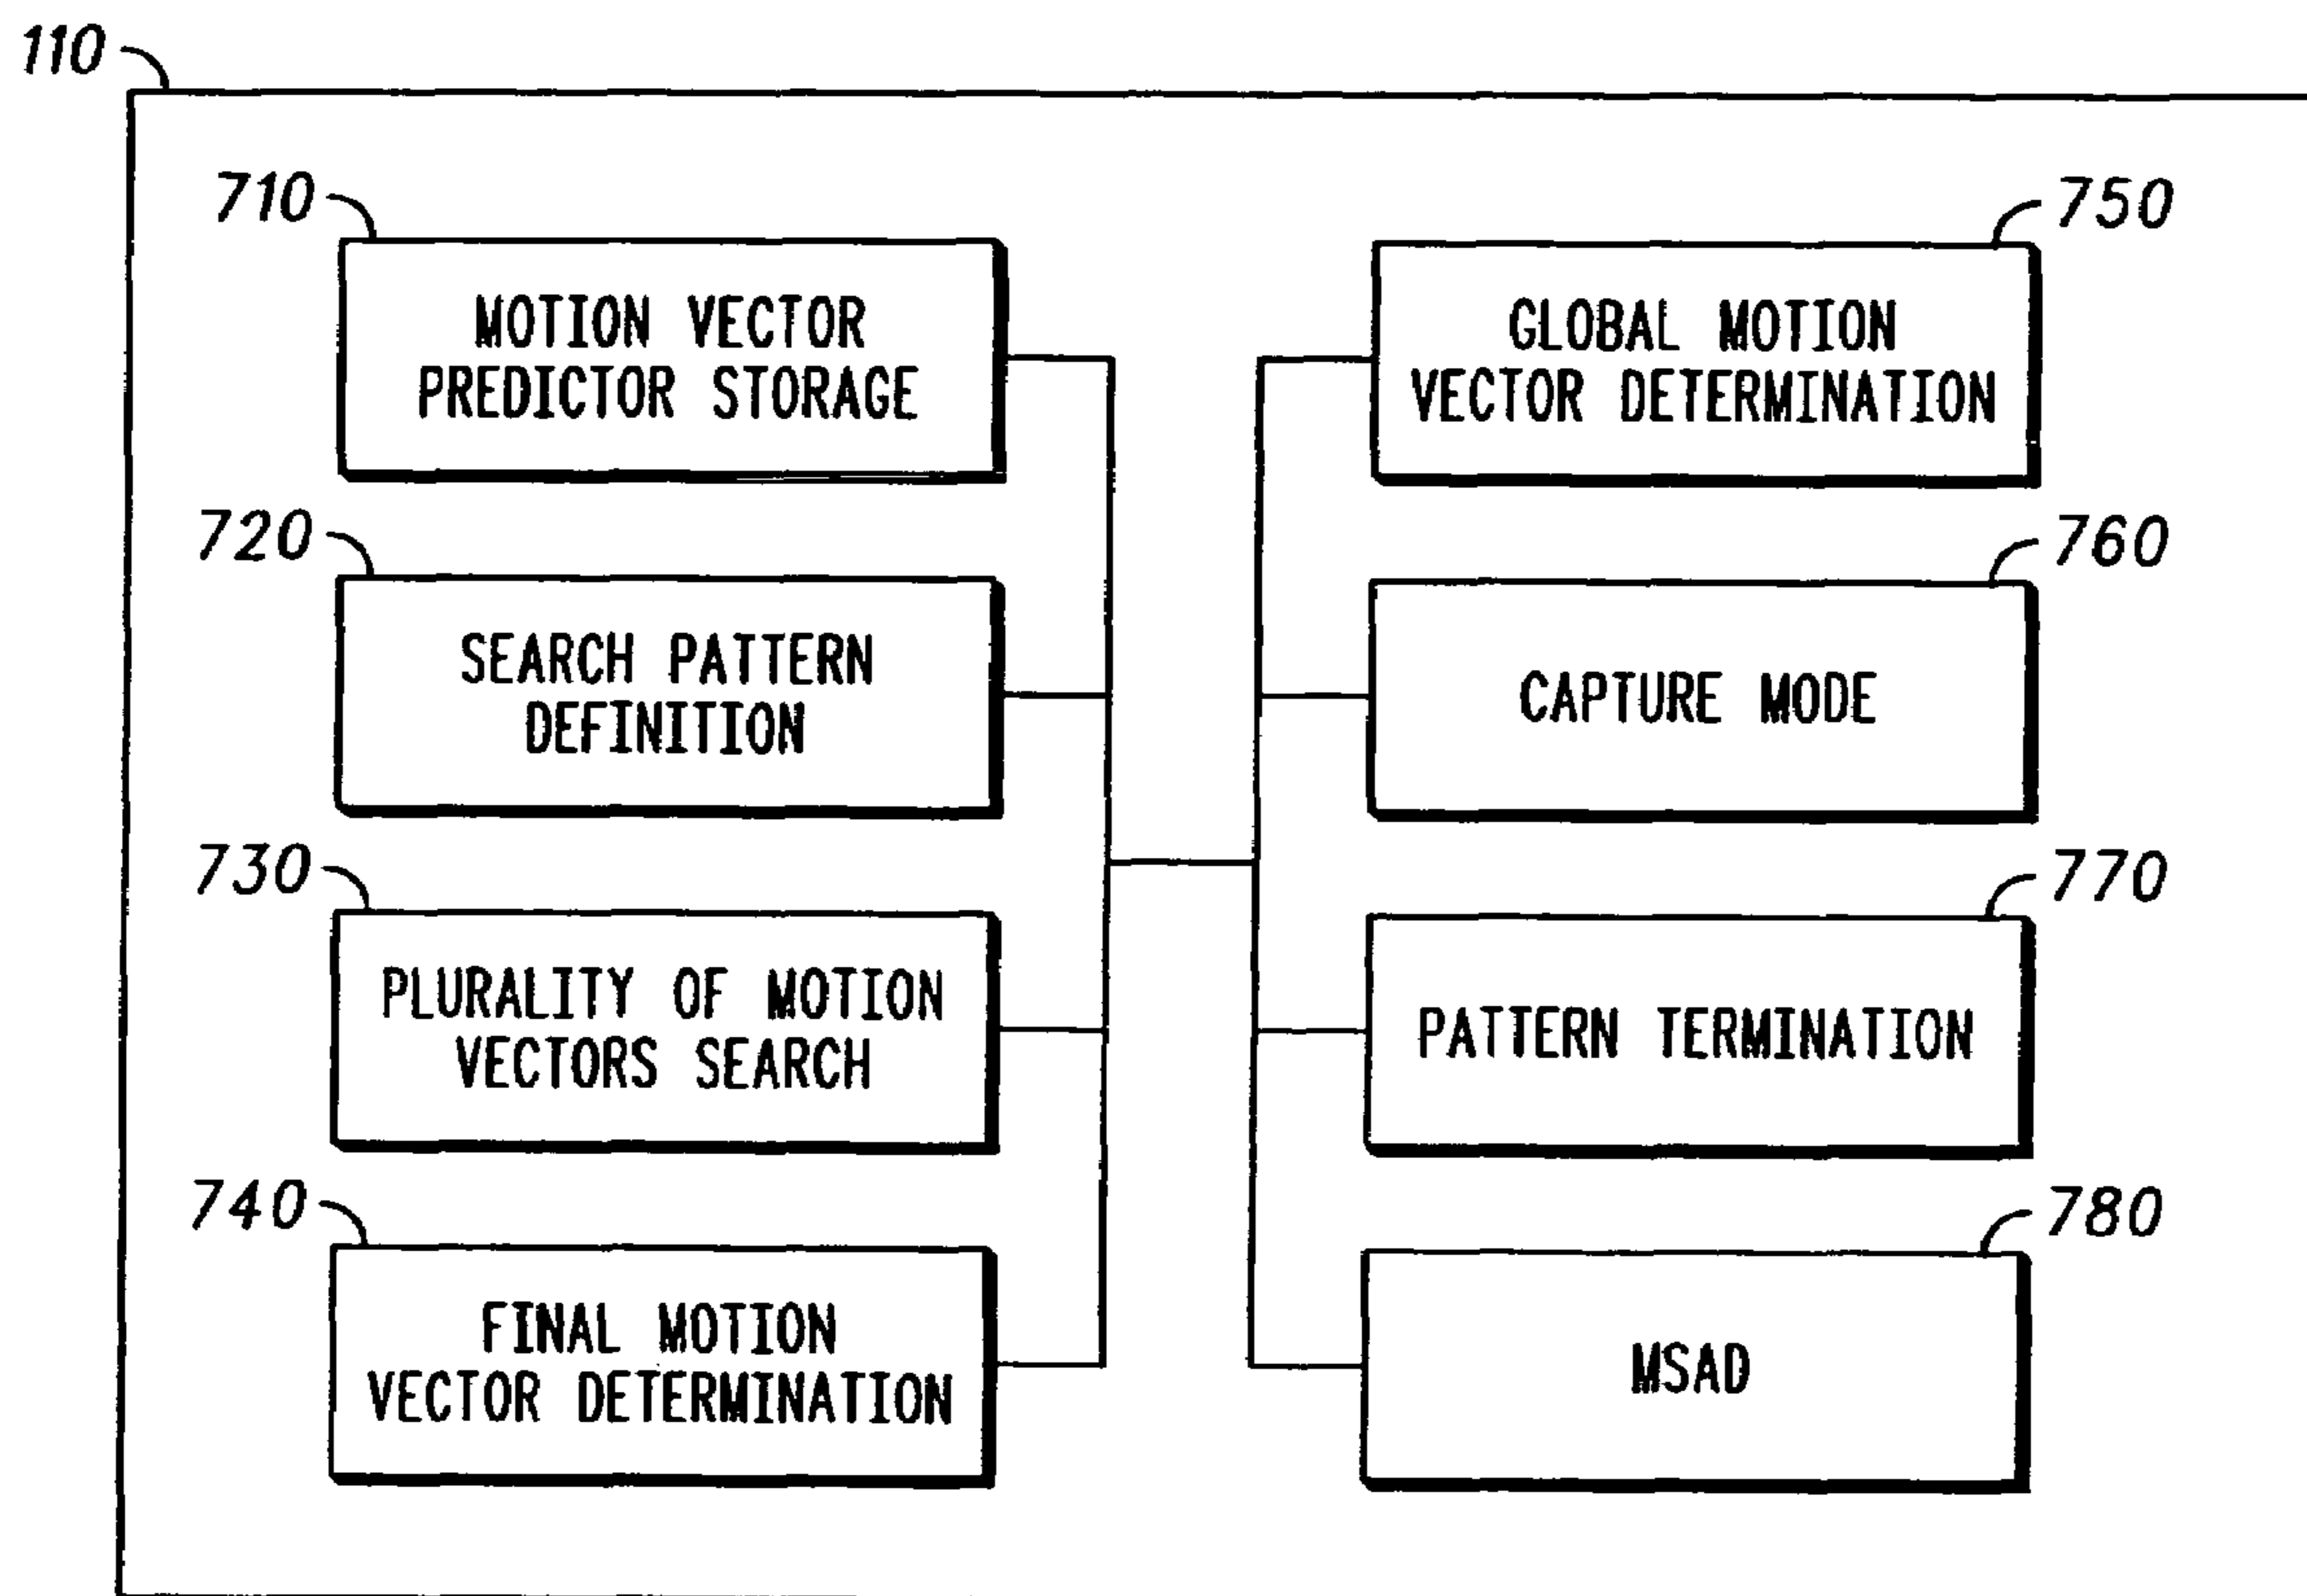 110
710
MOTION VECTOR
PREDICTOR STORAGE
720
SEARCH PATTERN
DEFINITION
730
PLURALITY OF MOTION
VECTORS SEARCH
740
FINAL MOTION
VECTOR DETERMINATION
750
GLOBAL MOTION
VECTOR DETERMINATION
760
CAPTURE MODE
770
PATTERN TERMINATION
780
MSAD